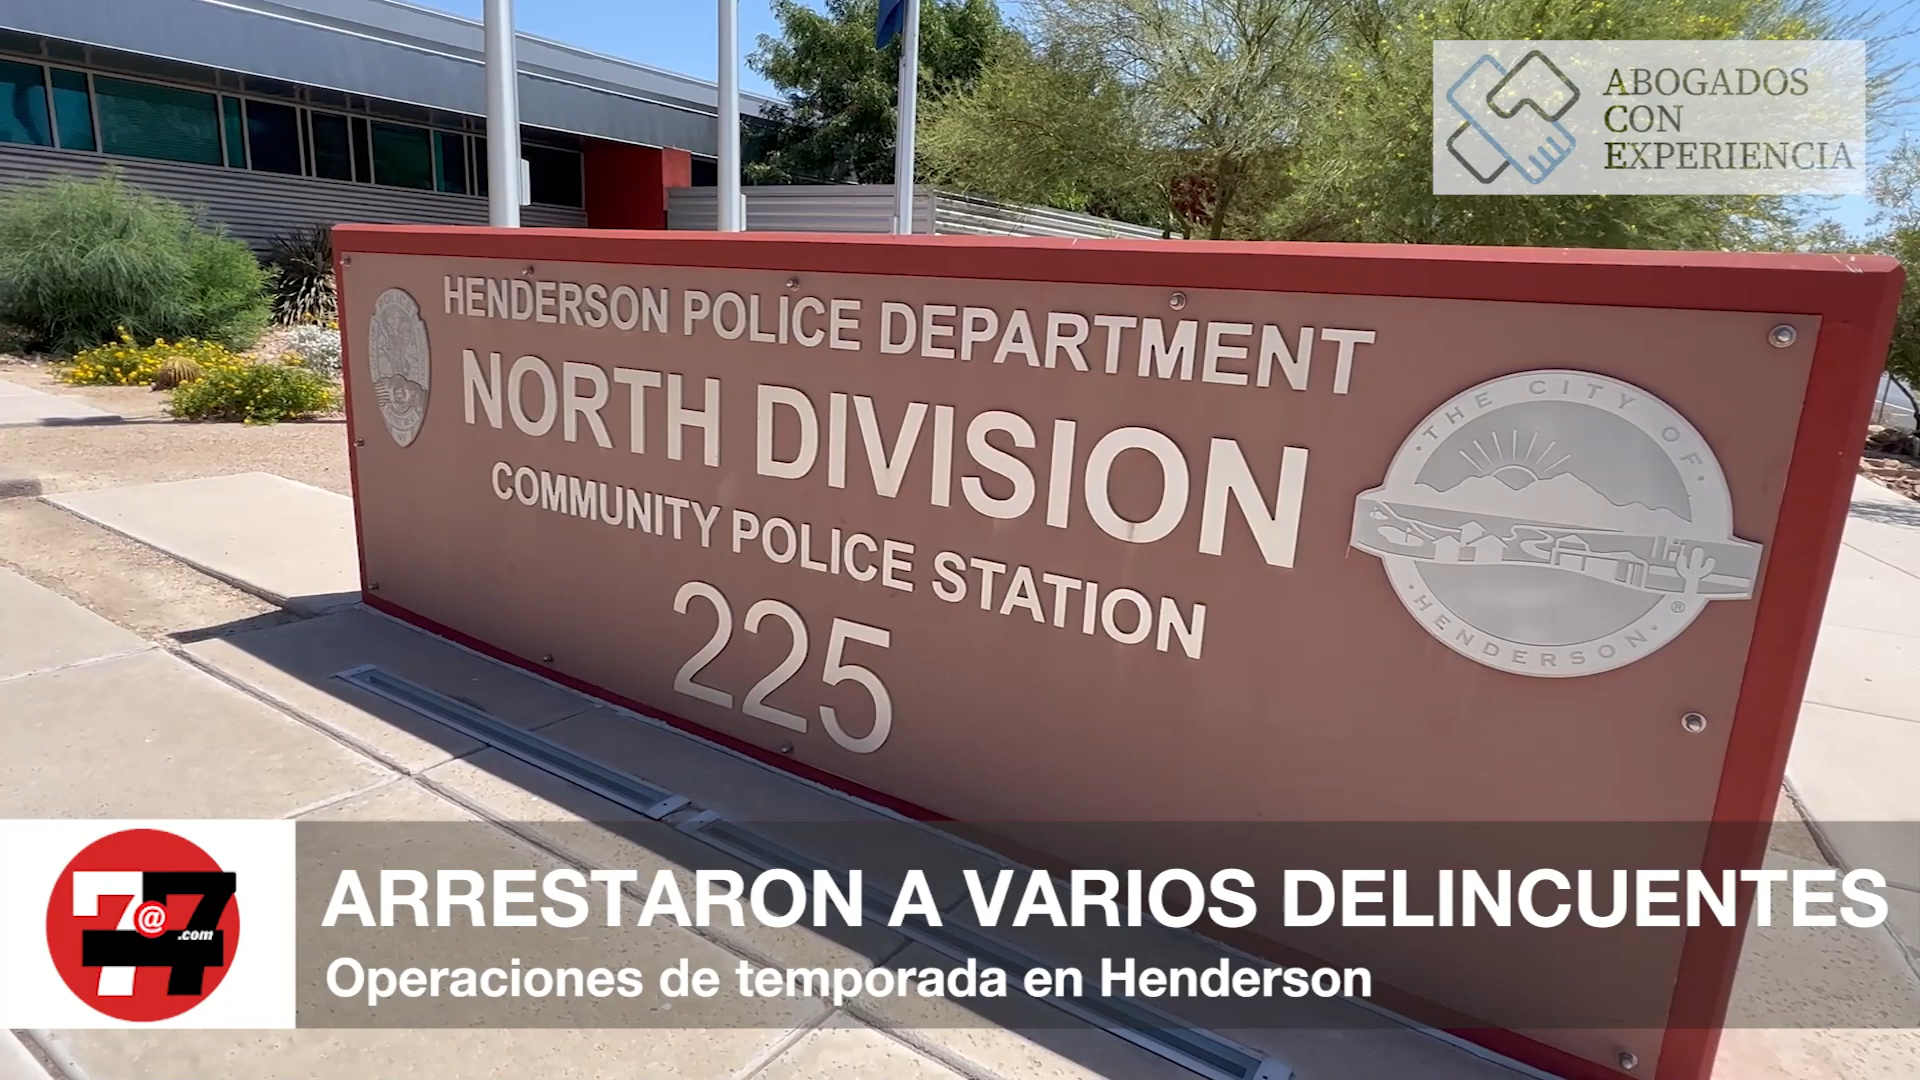 ABOGADOS
CON
EXPERIENCIA
POLICE
HENDERSON POLICE DEPARTMENT
NORTH DIVISION
COMMUNITY POLICE STATION
225
THE CITY OF
HENDERSON
®
7@7.com
ARRESTARON A VARIOS DELINCUENTES
Operaciones de temporada en Henderson